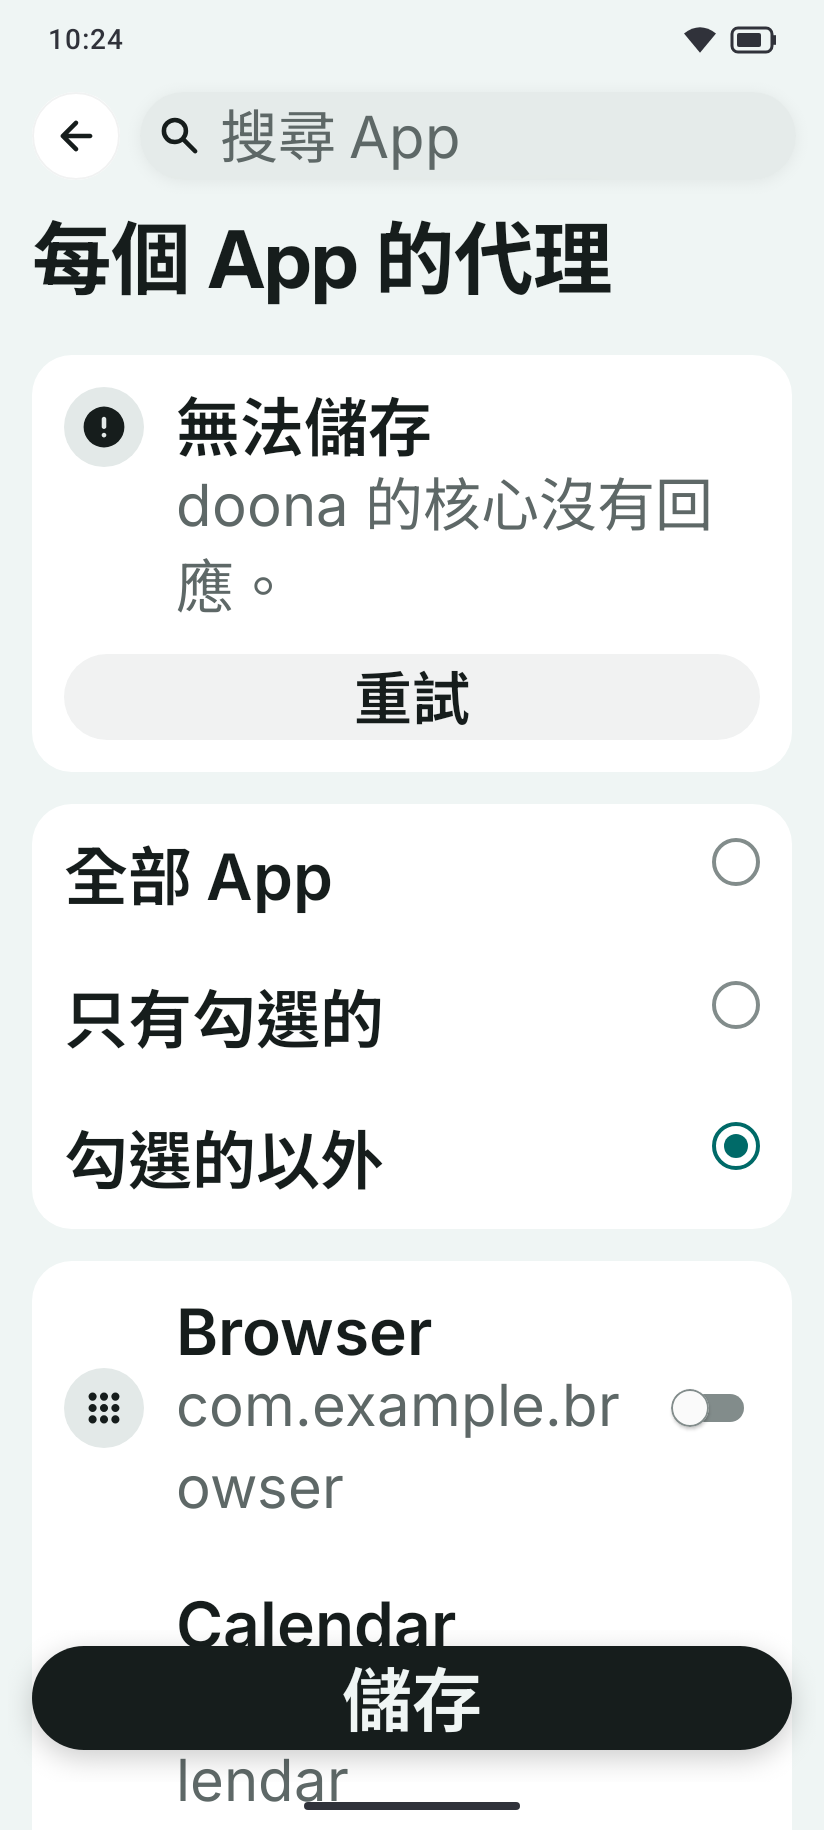 10:24
搜尋 App
每個 App 的代理
無法儲存
doona 的核心沒有回
應。
重試
全部 App
只有勾選的
勾選的以外
Browser
com.example.br
owser
Calendar
儲存
lendar